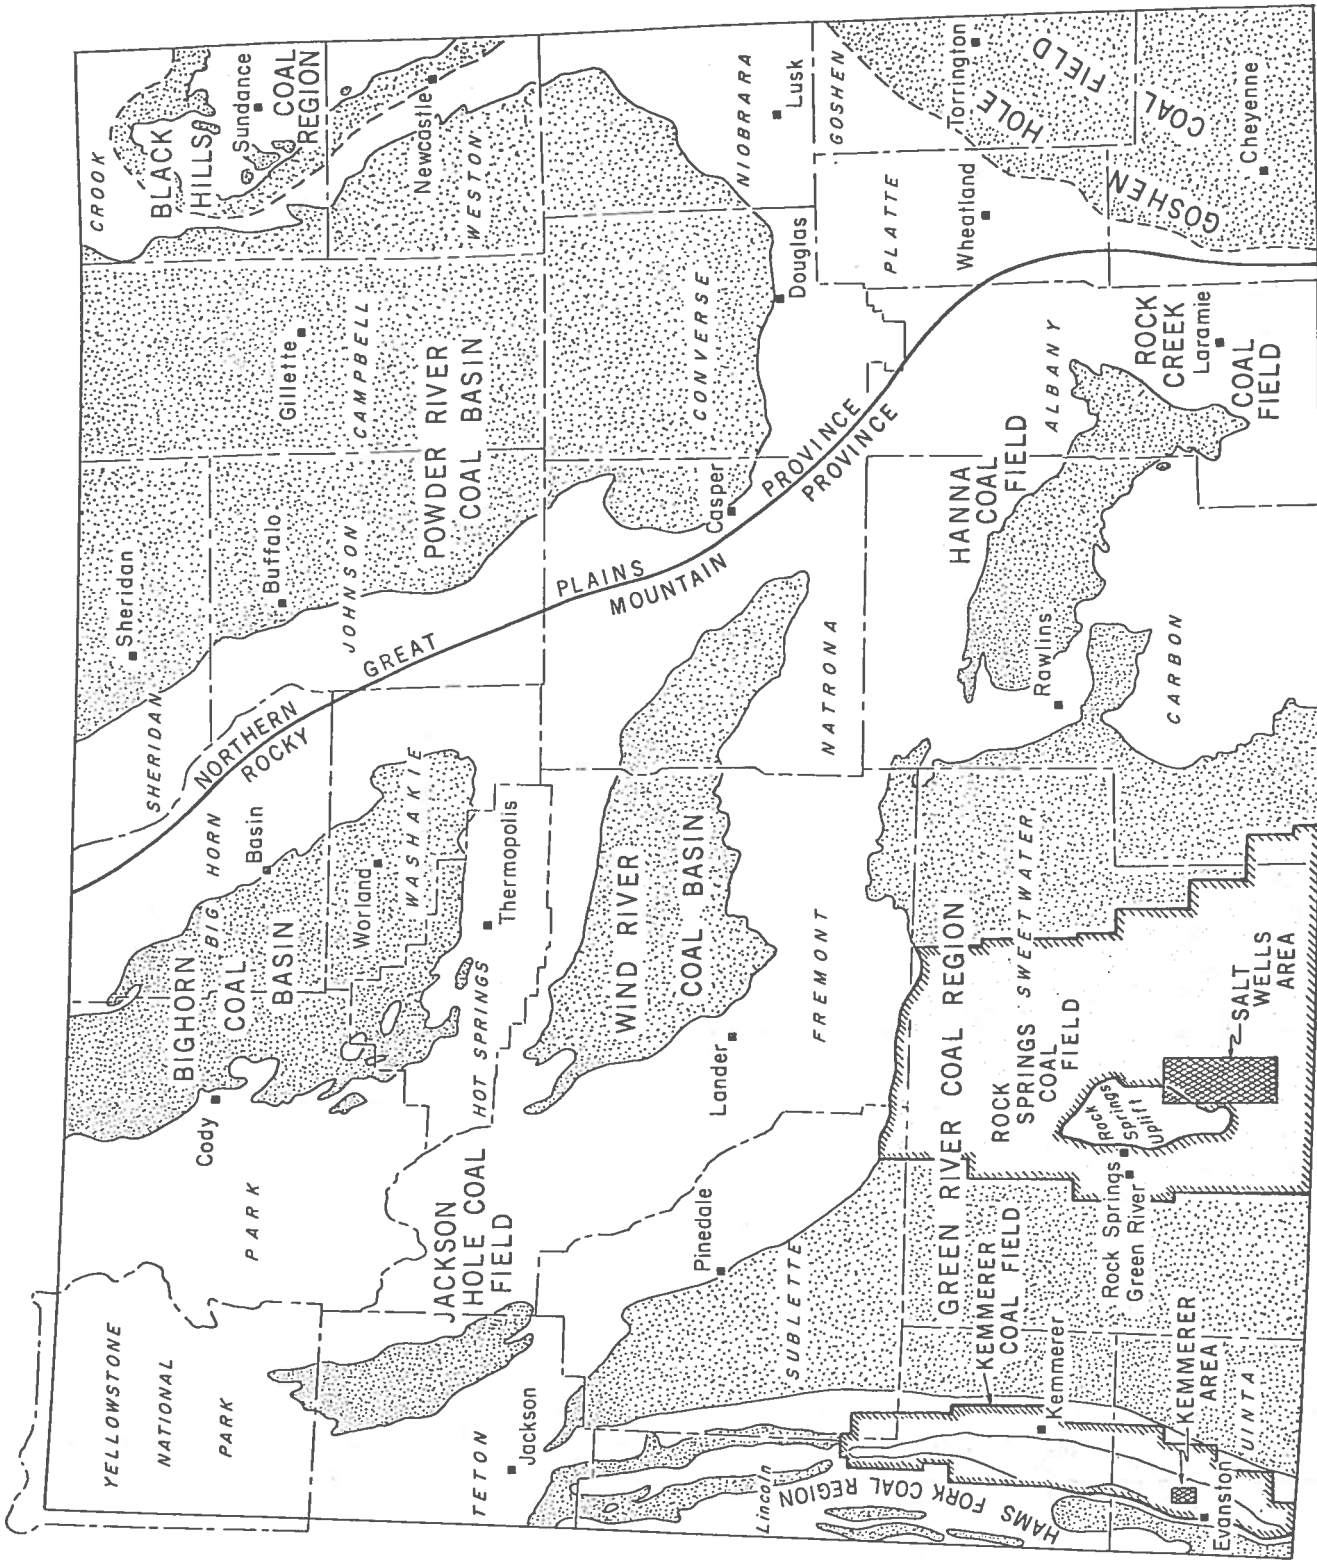 YELLOWSTONE
NATIONAL
PARK
PARK
Cody
BIGHORN
COAL
BASIN
BIG HORN
Basin
Worland
WASHAKIE
Thermopolis
HOT SPRINGS
SHERIDAN
Sheridan
Buffalo
JOHNSON
Gillette
CAMPBELL
POWDER RIVER
COAL BASIN
CROOK
BLACK
HILLS
Sundance
COAL
REGION
Newcastle
WESTON
NORTHERN GREAT PLAINS PROVINCE
ROCKY MOUNTAIN PROVINCE
TETON
Jackson
JACKSON
HOLE COAL
FIELD
WIND RIVER
COAL BASIN
Lander
FREMONT
Pinedale
SUBLETTE
NATRONA
Casper
CONVERSE
Douglas
NIOBRARA
Lusk
GOSHEN
PLATTE
Wheatland
Torrington
GOSHEN HOLE
COAL FIELD
Cheyenne
ALBANY
ROCK
CREEK
Laramie
COAL
FIELD
HANNA
COAL
FIELD
Rawlins
CARBON
SWEETWATER
GREEN RIVER COAL REGION
ROCK
SPRINGS
COAL
FIELD
Rock
Springs
Uplift
Rock Springs
Green River
SALT
WELLS
AREA
KEMMERER
COAL FIELD
Kemmerer
KEMMERER
AREA
UINTA
Evanston
Lincoln
HAMS FORK COAL REGION